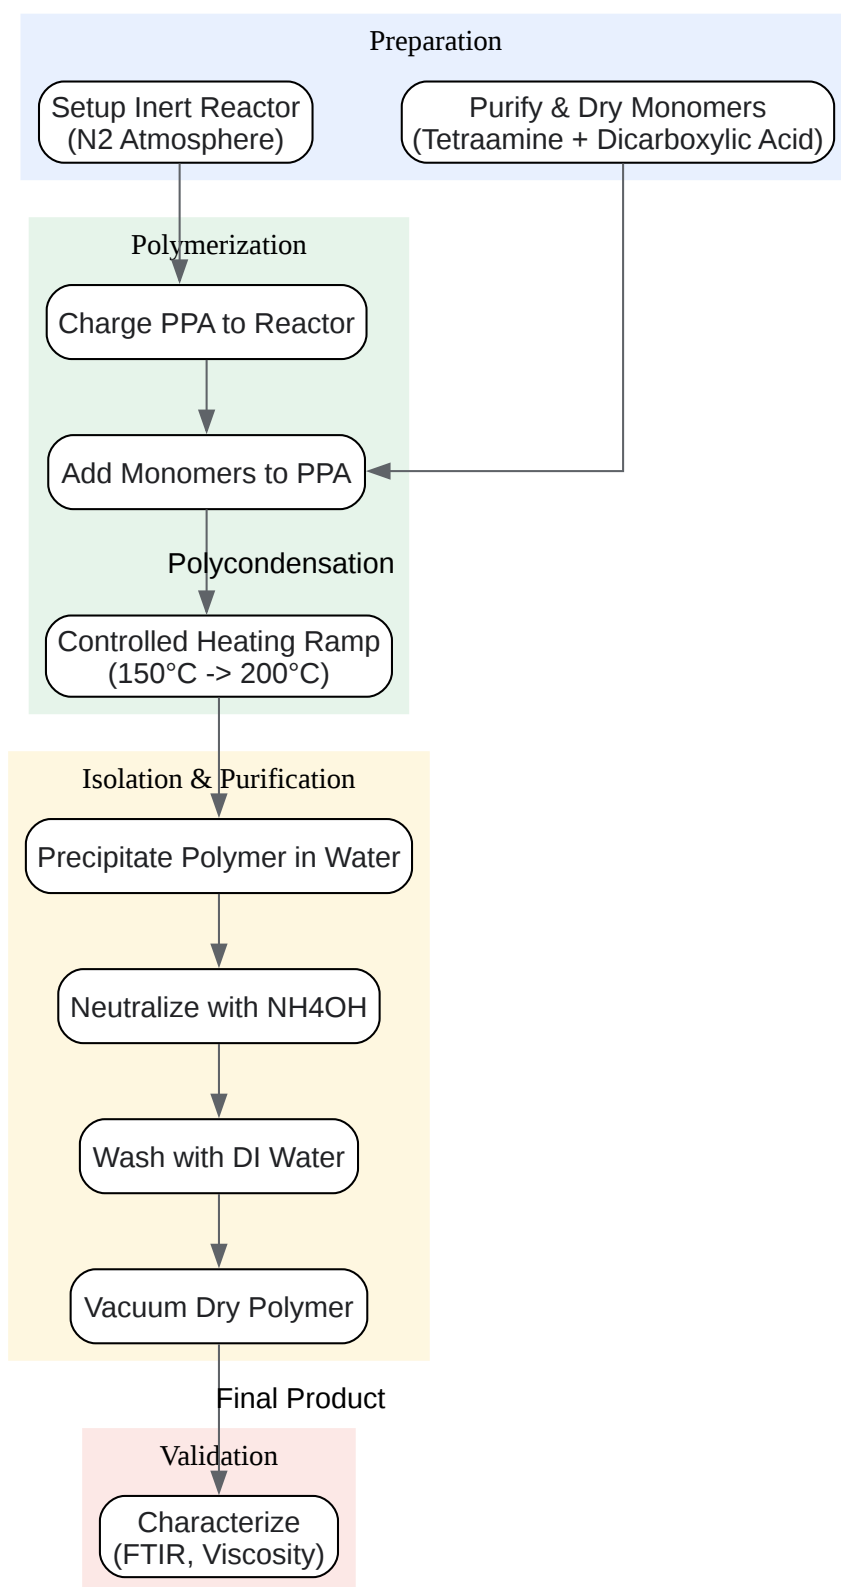 Preparation
Setup Inert Reactor
(N2 Atmosphere)
Purify & Dry Monomers
(Tetraamine + Dicarboxylic Acid)
Polymerization
Charge PPA to Reactor
Add Monomers to PPA
Polycondensation
Controlled Heating Ramp
(150°C -> 200°C)
Isolation & Purification
Precipitate Polymer in Water
Neutralize with NH4OH
Wash with DI Water
Vacuum Dry Polymer
Final Product
Validation
Characterize
(FTIR, Viscosity)